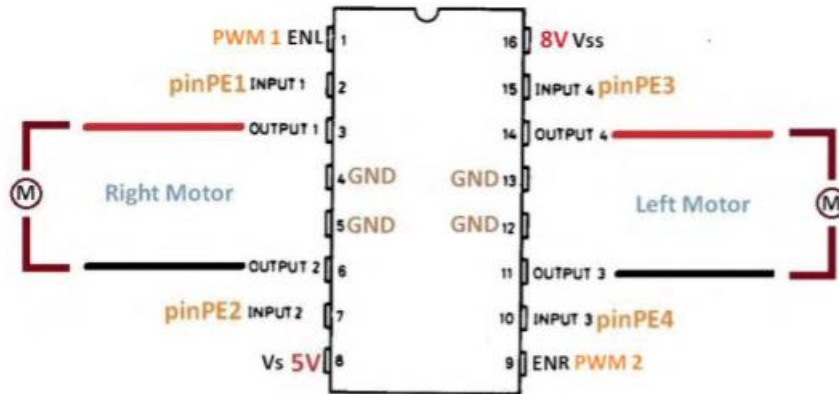 PWM 1 ENL 1
16 8V Vss
pinPE1 INPUT 1 2
15 INPUT 4 pinPE3
OUTPUT 1 3
14 OUTPUT 4
M
Right Motor
4 GND
GND 13
Left Motor
M
5 GND
GND 12
OUTPUT 2 6
11 OUTPUT 3
pinPE2 INPUT 2 7
10 INPUT 3 pinPE4
Vs 5V 8
9 ENR PWM 2